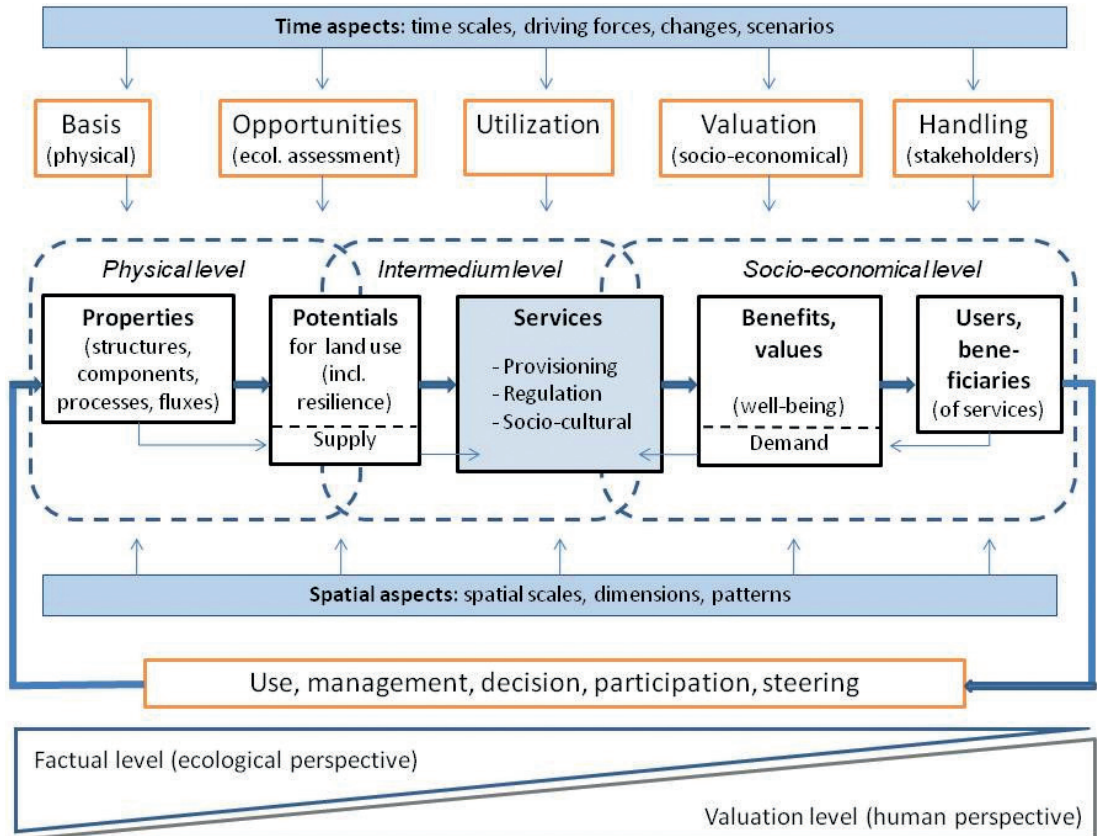 Time aspects: time scales, driving forces, changes, scenarios
Basis
(physical)
Opportunities
(ecol. assessment)
Utilization
Valuation
(socio-economical)
Handling
(stakeholders)
Physical level
Intermedium level
Socio-economical level
Properties
(structures,
components,
processes, fluxes)
Potentials
for land use
(incl.
resilience)
Supply
Services
- Provisioning
- Regulation
- Socio-cultural
Benefits,
values
(well-being)
Demand
Users,
bene-
ficiaries
(of services)
Spatial aspects: spatial scales, dimensions, patterns
Use, management, decision, participation, steering
Factual level (ecological perspective)
Valuation level (human perspective)